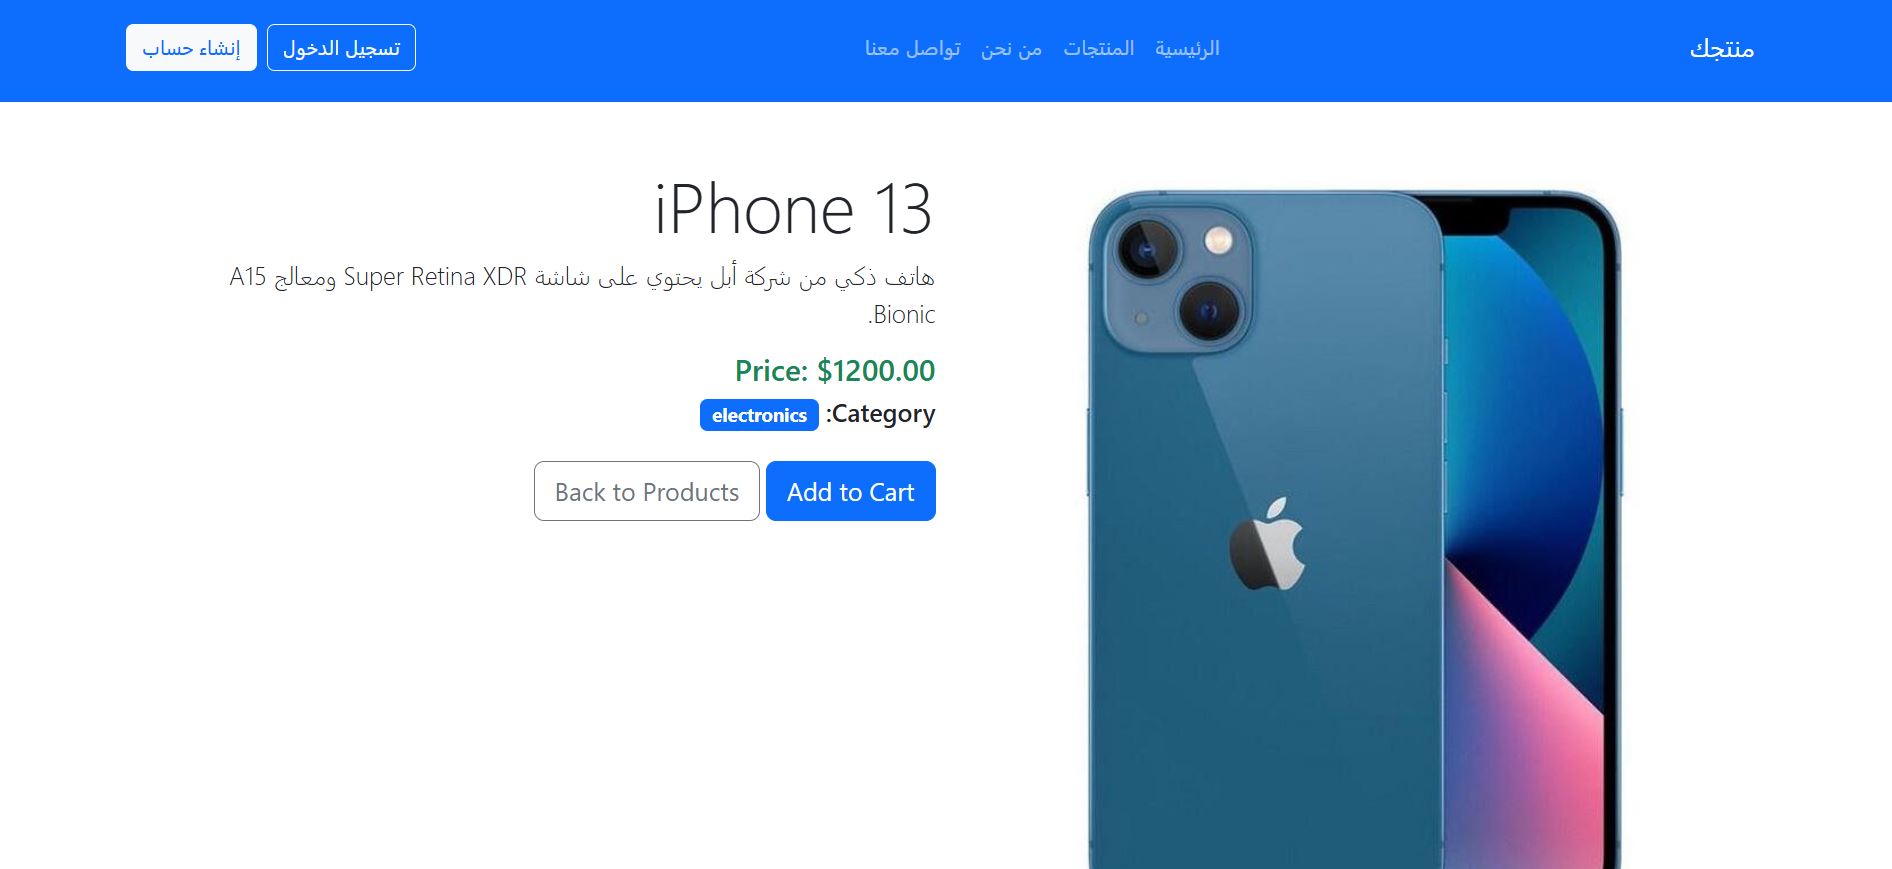 منتجك
الرئيسية
المنتجات
من نحن
تواصل معنا
تسجيل الدخول
إنشاء حساب
iPhone 13
هاتف ذكي من شركة أبل يحتوي على شاشة Super Retina XDR ومعالج A15
Bionic.
Price: $1200.00
Category: electronics
Add to Cart
Back to Products